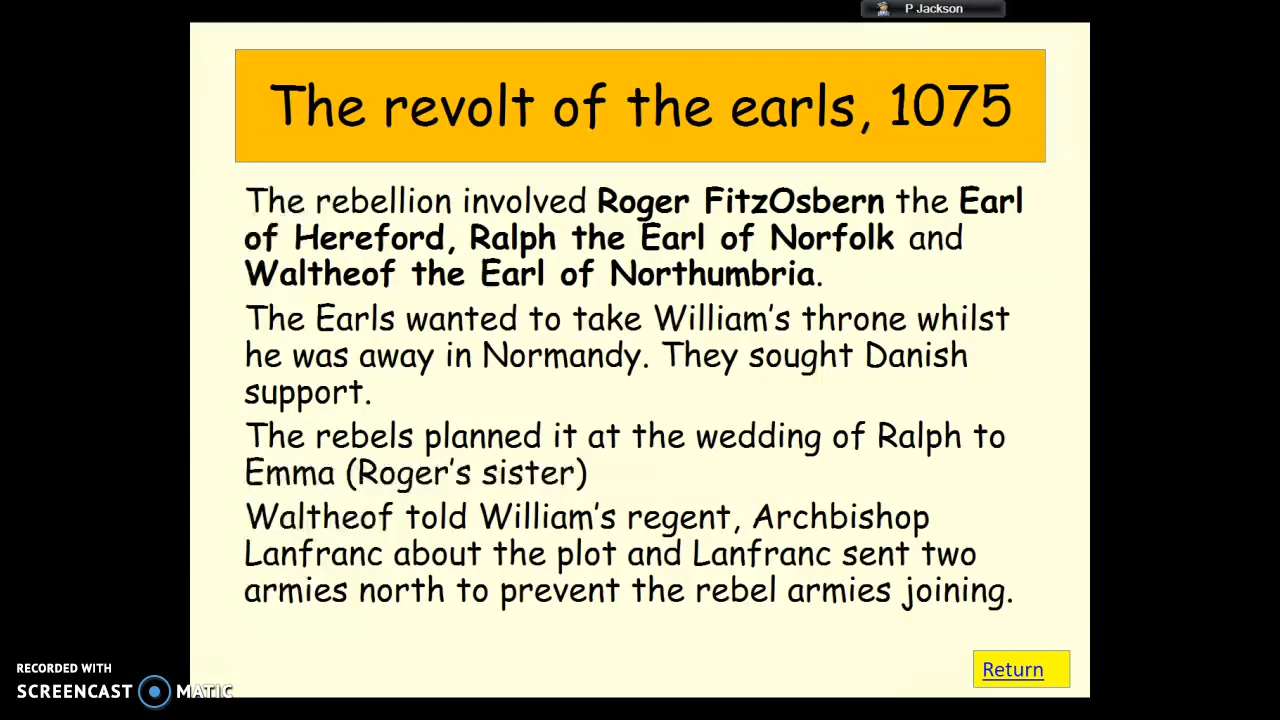 P Jackson
The revolt of the earls, 1075
The rebellion involved Roger FitzOsbern the Earl
of Hereford, Ralph the Earl of Norfolk and
Waltheof the Earl of Northumbria.
The Earls wanted to take William's throne whilst
he was away in Normandy. They sought Danish
support.
The rebels planned it at the wedding of Ralph to
Emma (Roger's sister)
Waltheof told William's regent, Archbishop
Lanfranc about the plot and Lanfranc sent two
armies north to prevent the rebel armies joining.
Return
RECORDED WITH
SCREENCAST MATIC